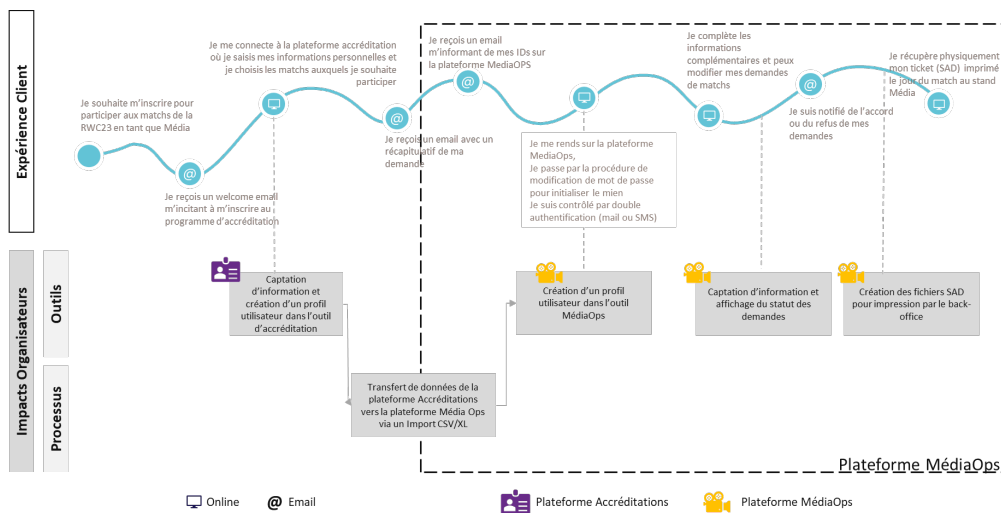 Expérience Client
Je souhaite m'inscrire pour
participer aux matchs de la
RWC23 en tant que Média
@
Je reçois un welcome email
m'incitant à m'inscrire au
programme d'accréditation
Je me connecte à la plateforme accréditation
où je saisis mes informations personnelles et
je choisis les matchs auxquels je souhaite
participer
@
Je reçois un email avec un
récapitulatif de ma
demande
Je reçois un email
m'informant de mes IDs sur
la plateforme MediaOPS
@
Je me rends sur la plateforme
MediaOps,
Je passe par la procédure de
modification de mot de passe
pour initialiser le mien
Je suis contrôlé par double
authentification (mail ou SMS)
Je complète les
informations
complémentaires et peux
modifier mes demandes
de matchs
@
Je suis notifié de l'accord
ou du refus de mes
demandes
Je récupère physiquement
mon ticket (SAD) imprimé
le jour du match au stand
Média
Impacts Organisateurs
Outils
Captation
d'information et
création d'un profil
utilisateur dans l'outil
d'accréditation
Création d'un profil
utilisateur dans l'outil
MédiaOps
Captation d'information et
affichage du statut des
demandes
Création des fichiers SAD
pour impression par le back-
office
Processus
Transfert de données de la
plateforme Accréditations
vers la plateforme Média Ops
via un Import CSV/XL
Plateforme MédiaOps
Online
@ Email
Plateforme Accréditations
Plateforme MédiaOps